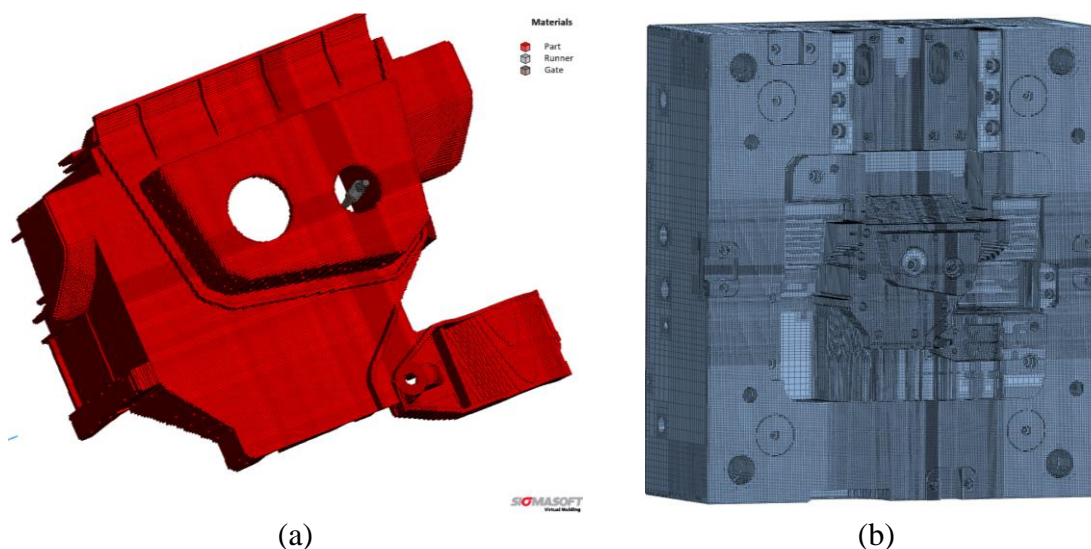 Materials
Part
Runner
Gate
SIGMASOFT
Virtual Molding
(a)
(b)